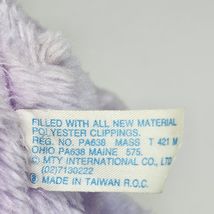 FILLED WITH ALL NEW MATERIAL
POLYESTER CLIPPINGS.
REG. NO. PA638 MASS T 421 M
OHIO PA638 MAINE 575.
© MTY INTERNATIONAL CO., LTD
(02)7130222
MADE IN TAIWAN R.O.C.